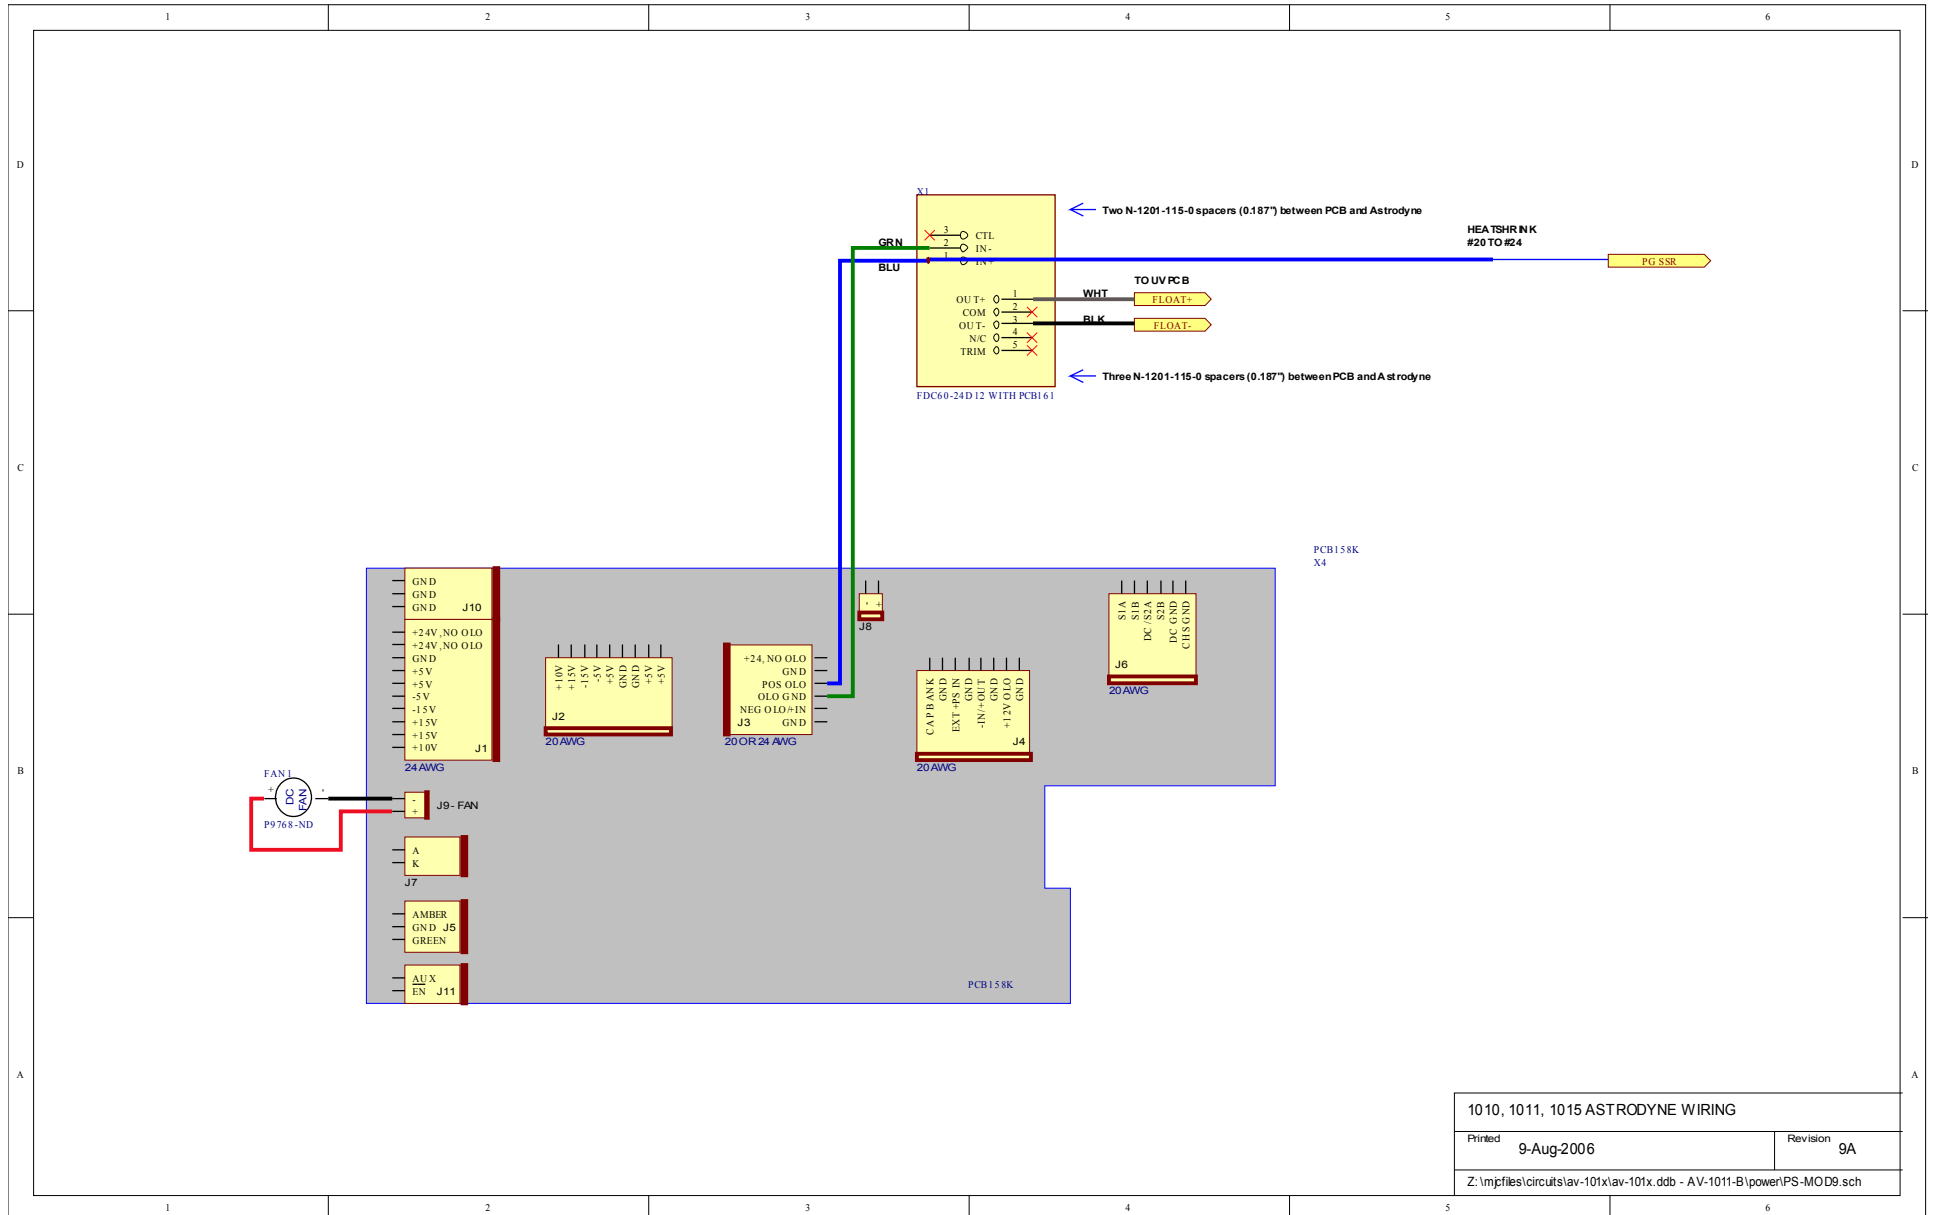 1 2 3 4 5 6
D D
X1
Two N-1201-115-0 spacers (0.187") between PCB and Astrodyne
HEATSHRINK
#20 TO #24
GRN
BLU
3 CTL
2 IN-
1 IN+
PG SSR
TO UV PCB
OUT+ 1
WHT
FLOAT+
COM 2
OUT- 3
BLK
FLOAT-
N/C 4
TRIM 5
Three N-1201-115-0 spacers (0.187") between PCB and Astrodyne
FDC60-24D12 WITH PCB161
C C
PCB158K
X4
GND
GND
GND
J10
+24V,NO OLO
+24V,NO OLO
GND
+5V
+5V
-5V
-15V
+15V
+15V
+10V
J1
24 AWG
+10V
+15V
-15V
-5V
+5V
GND
GND
+5V
+5V
J2
20 AWG
+24, NO OLO
GND
POS OLO
OLO GND
NEG OLO/+IN
GND
J3
20 OR 24 AWG
- +
J8
CAP BANK
GND
EXT +PS IN
GND
-IN/+OUT
GND
+12V OLO
GND
J4
20 AWG
S1A
S1B
DC/S2A
S2B
DC GND
CHS GND
J6
20 AWG
B B
FAN1
+ -
DC
FAN
P9768-ND
-
+
J9 - FAN
A
K
J7
AMBER
GND
GREEN
J5
AUX
EN
J11
PCB158K
A A
1010, 1011, 1015 ASTRODYNE WIRING
Printed 9-Aug-2006
Revision 9A
Z:\mjcfiles\circuits\av-101x\av-101x.ddb - AV-1011-B\power\PS-MOD9.sch
1 2 3 4 5 6